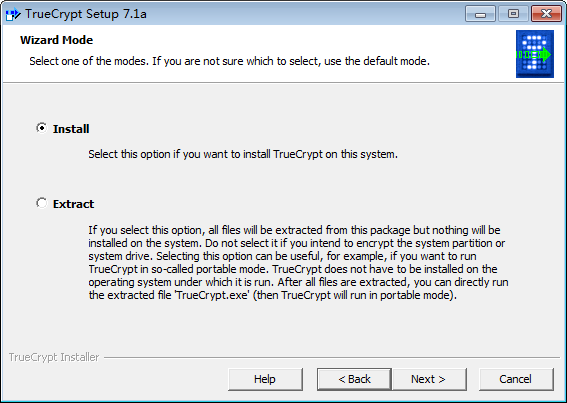 TrueCrypt Setup 7.1a
Wizard Mode
Select one of the modes. If you are not sure which to select, use the default mode.
Install
Select this option if you want to install TrueCrypt on this system.
Extract
If you select this option, all files will be extracted from this package but nothing will be
installed on the system. Do not select it if you intend to encrypt the system partition or
system drive. Selecting this option can be useful, for example, if you want to run
TrueCrypt in so-called portable mode. TrueCrypt does not have to be installed on the
operating system under which it is run. After all files are extracted, you can directly run
the extracted file 'TrueCrypt.exe' (then TrueCrypt will run in portable mode).
TrueCrypt Installer
Help
< Back
Next >
Cancel